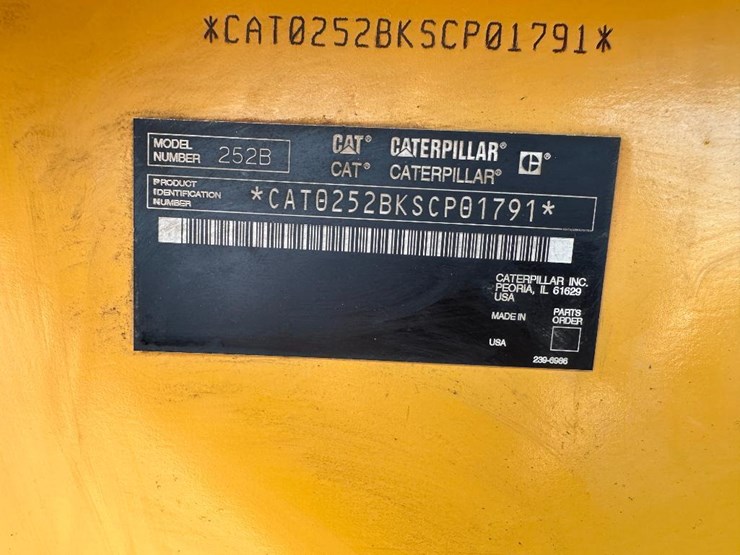 *CAT0252BKSCP01791*
MODEL
NUMBER 252B
CAT® CATERPILLAR® ®
CAT® CATERPILLAR®
PRODUCT
IDENTIFICATION
NUMBER
*CAT0252BKSCP01791*
CATERPILLAR INC.
PEORIA, IL 61629
USA
MADE IN
PARTS
ORDER
USA
239-6986